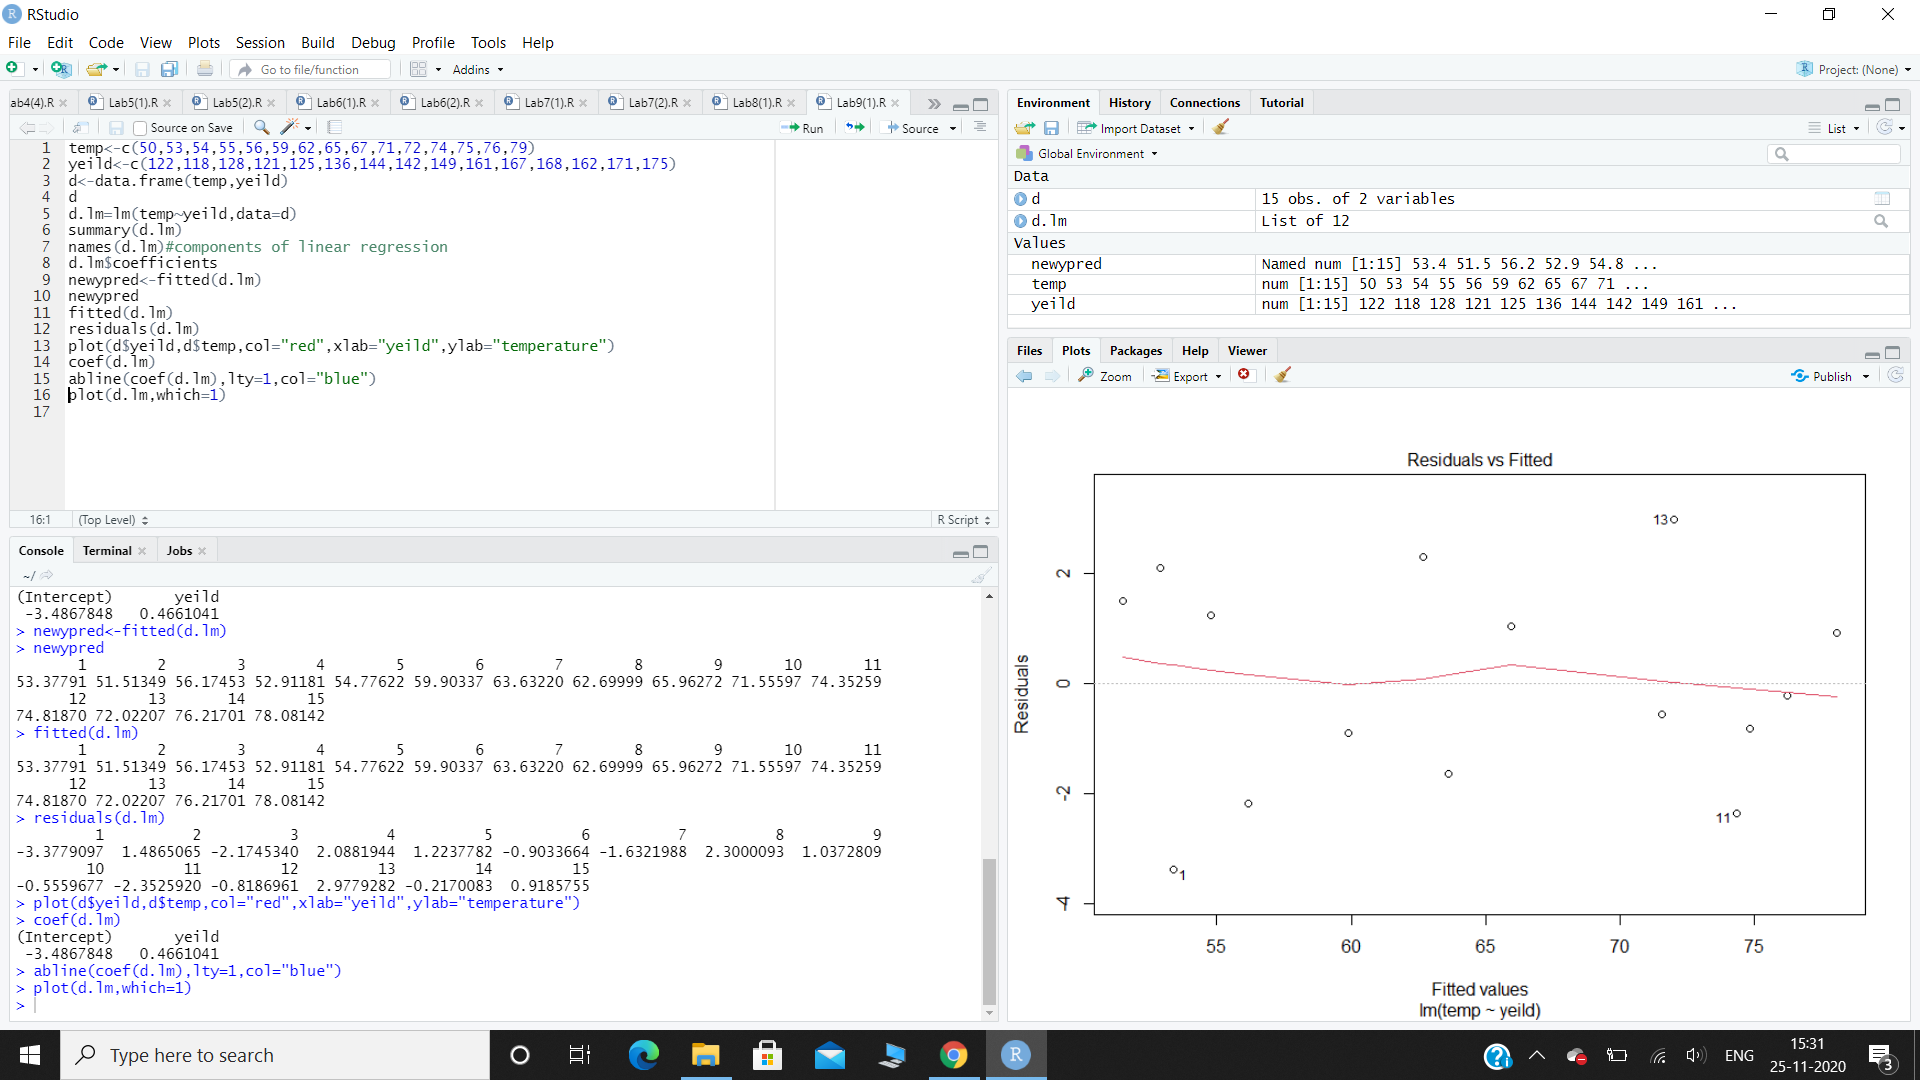 RStudio
File Edit Code View Plots Session Build Debug Profile Tools Help
Go to file/function Addins Project: (None)
ab4(4).R Lab5(1).R Lab5(2).R Lab6(1).R Lab6(2).R Lab7(1).R Lab7(2).R Lab8(1).R Lab9(1).R
Source on Save Run Source
1 temp<-c(50,53,54,55,56,59,62,65,67,71,72,74,75,76,79)
2 yeild<-c(122,118,128,121,125,136,144,142,149,161,167,168,162,171,175)
3 d<-data.frame(temp,yeild)
4 d
5 d.lm=lm(temp~yeild,data=d)
6 summary(d.lm)
7 names(d.lm)#components of linear regression
8 d.lm$coefficients
9 newypred<-fitted(d.lm)
10 newypred
11 fitted(d.lm)
12 residuals(d.lm)
13 plot(d$yeild,d$temp,col="red",xlab="yeild",ylab="temperature")
14 coef(d.lm)
15 abline(coef(d.lm),lty=1,col="blue")
16 plot(d.lm,which=1)
17
16:1 (Top Level) R Script
Console Terminal Jobs
~/
(Intercept) yeild
-3.4867848 0.4661041
> newypred<-fitted(d.lm)
> newypred
1 2 3 4 5 6 7 8 9 10 11
53.37791 51.51349 56.17453 52.91181 54.77622 59.90337 63.63220 62.69999 65.96272 71.55597 74.35259
12 13 14 15
74.81870 72.02207 76.21701 78.08142
> fitted(d.lm)
1 2 3 4 5 6 7 8 9 10 11
53.37791 51.51349 56.17453 52.91181 54.77622 59.90337 63.63220 62.69999 65.96272 71.55597 74.35259
12 13 14 15
74.81870 72.02207 76.21701 78.08142
> residuals(d.lm)
1 2 3 4 5 6 7 8 9
-3.3779097 1.4865065 -2.1745340 2.0881944 1.2237782 -0.9033664 -1.6321988 2.3000093 1.0372809
10 11 12 13 14 15
-0.5559677 -2.3525920 -0.8186961 2.9779282 -0.2170083 0.9185755
> plot(d$yeild,d$temp,col="red",xlab="yeild",ylab="temperature")
> coef(d.lm)
(Intercept) yeild
-3.4867848 0.4661041
> abline(coef(d.lm),lty=1,col="blue")
> plot(d.lm,which=1)
>
Environment History Connections Tutorial
Import Dataset List
Global Environment
Data
d 15 obs. of 2 variables
d.lm List of 12
Values
newypred Named num [1:15] 53.4 51.5 56.2 52.9 54.8 ...
temp num [1:15] 50 53 54 55 56 59 62 65 67 71 ...
yeild num [1:15] 122 118 128 121 125 136 144 142 149 161 ...
Files Plots Packages Help Viewer
Zoom Export Publish
Residuals vs Fitted
Residuals
2
0
-2
-4
13
11
1
55 60 65 70 75
Fitted values
lm(temp ~ yeild)
Type here to search
ENG
15:31
25-11-2020
3